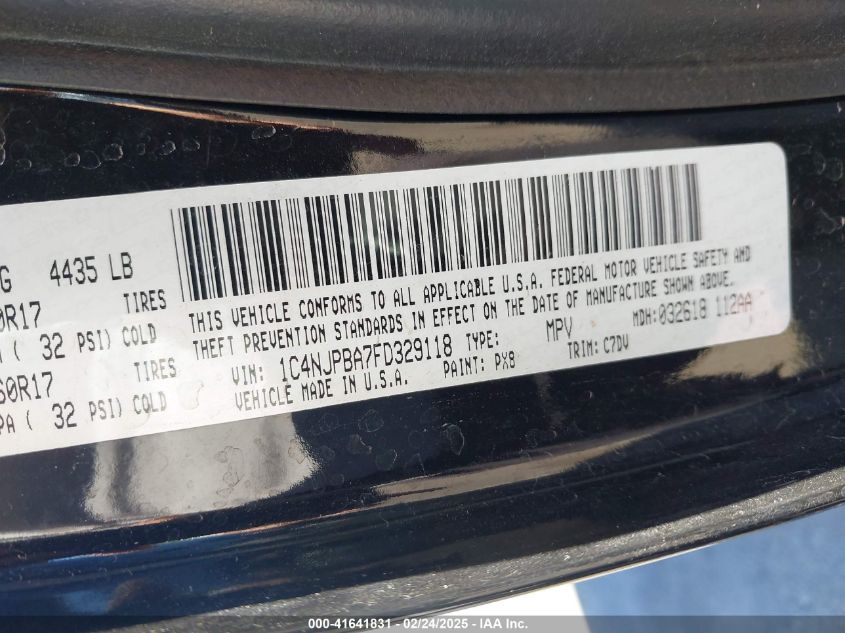 G 4435 LB
0R17 TIRES
( 32 PSI) COLD
60R17 TIRES
PA ( 32 PSI) COLD
THIS VEHICLE CONFORMS TO ALL APPLICABLE U.S.A. FEDERAL MOTOR VEHICLE SAFETY AND
THEFT PREVENTION STANDARDS IN EFFECT ON THE DATE OF MANUFACTURE SHOWN ABOVE.
VIN: 1C4NJPBA7FD329118 TYPE: MPV MDH: 032618 112AA
VEHICLE MADE IN U.S.A. PAINT: PX8 TRIM: C7DV
000-41641831 - 02/24/2025 - IAA Inc.